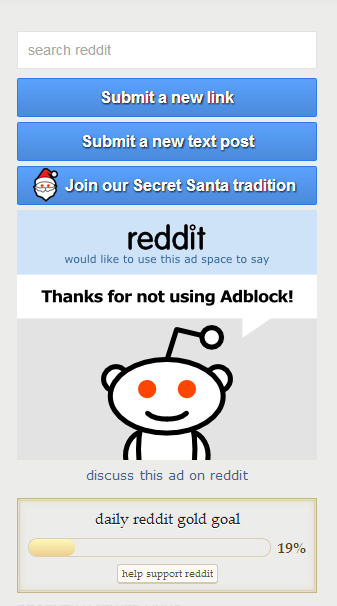 search reddit
Submit a new link
Submit a new text post
Join our Secret Santa tradition
reddit
would like to use this ad space to say
Thanks for not using Adblock!
discuss this ad on reddit
daily reddit gold goal
19%
help support reddit